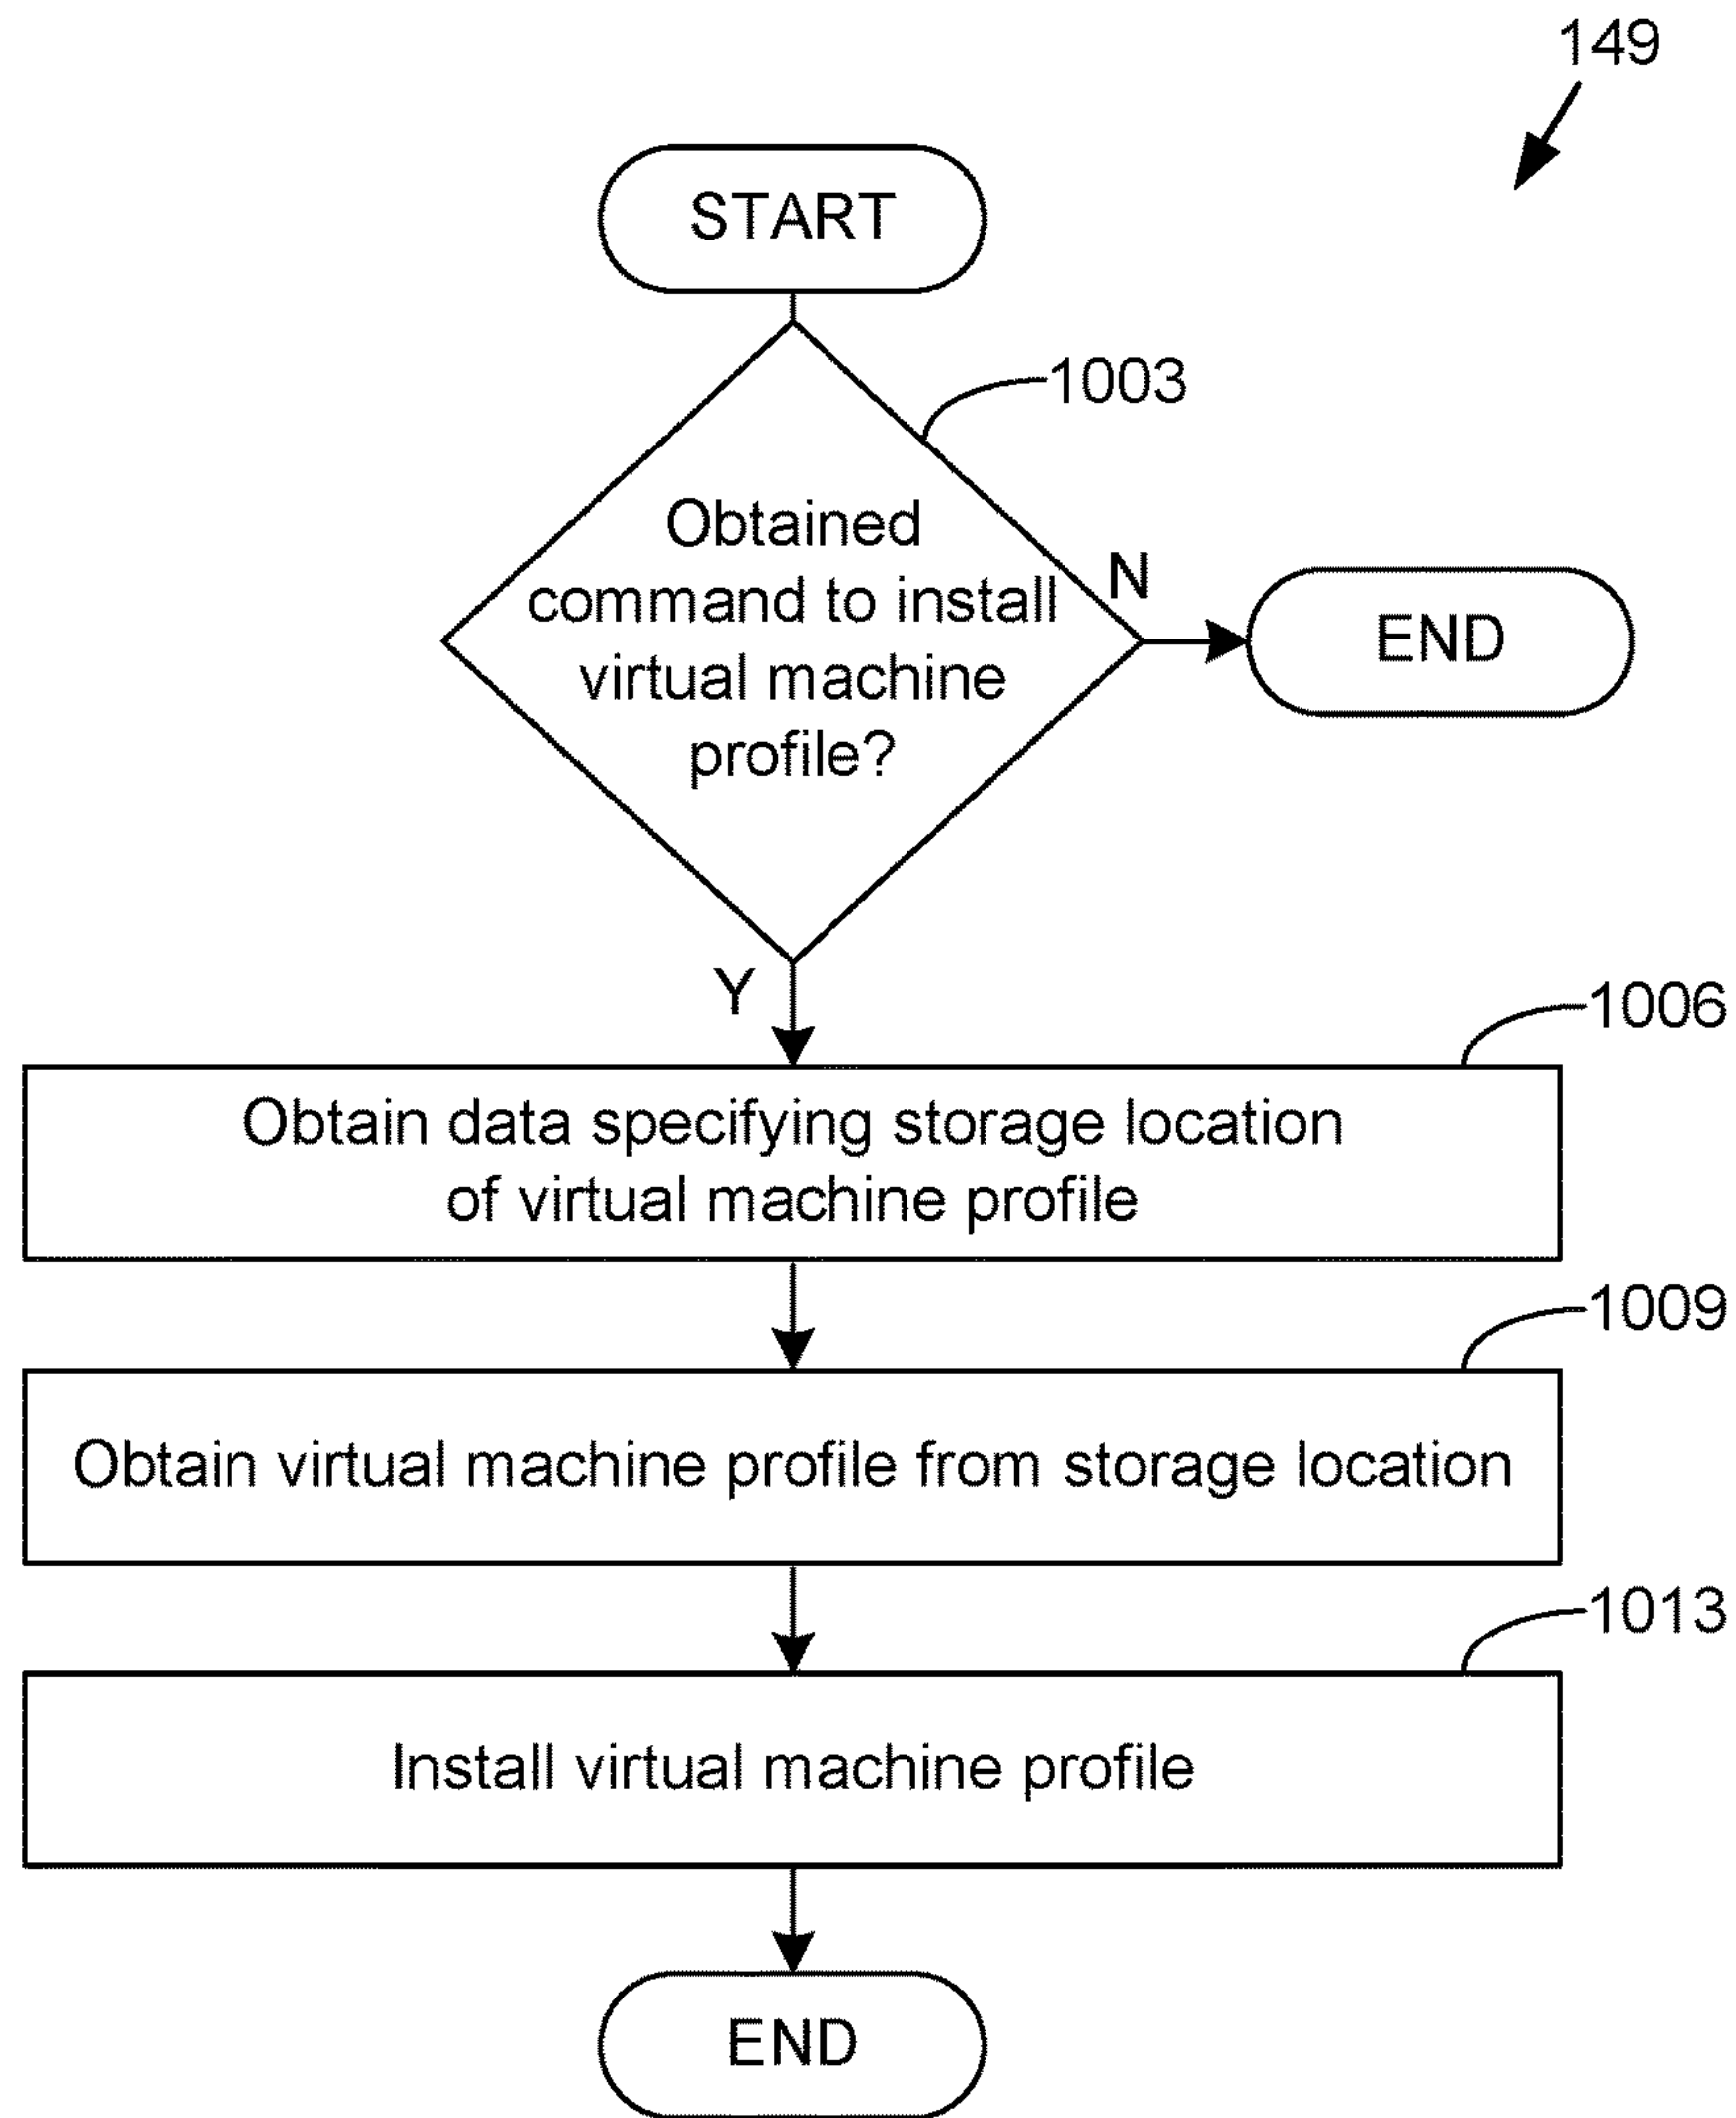 149
START
1003
Obtained
command to install
virtual machine
profile?
N
END
Y
1006
Obtain data specifying storage location
of virtual machine profile
1009
Obtain virtual machine profile from storage location
1013
Install virtual machine profile
END